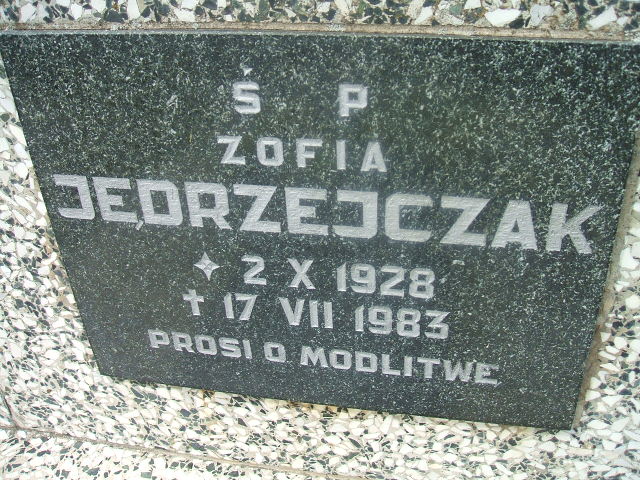 Ś P
ZOFIA
JĘDRZEJCZAK
✦ 2 X 1928
✝ 17 VII 1983
PROSI O MODLITWĘ